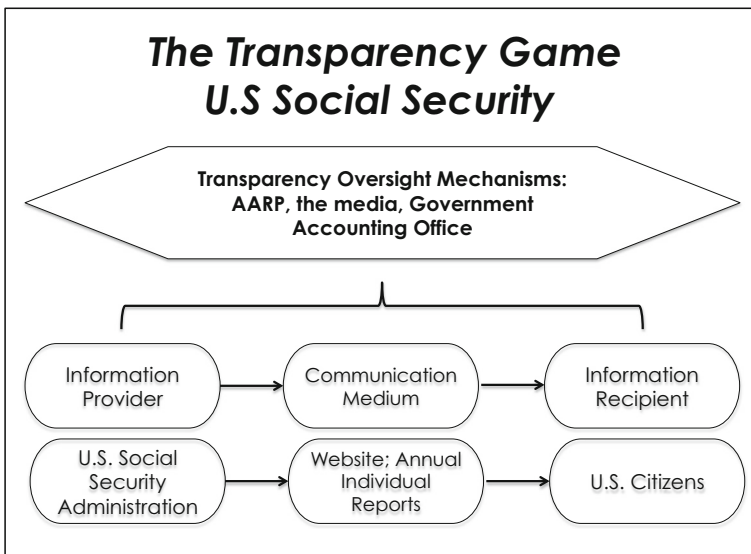 The Transparency Game
U.S Social Security
Transparency Oversight Mechanisms:
AARP, the media, Government
Accounting Office
Information
Provider
Communication
Medium
Information
Recipient
U.S. Social
Security
Administration
Website; Annual
Individual
Reports
U.S. Citizens